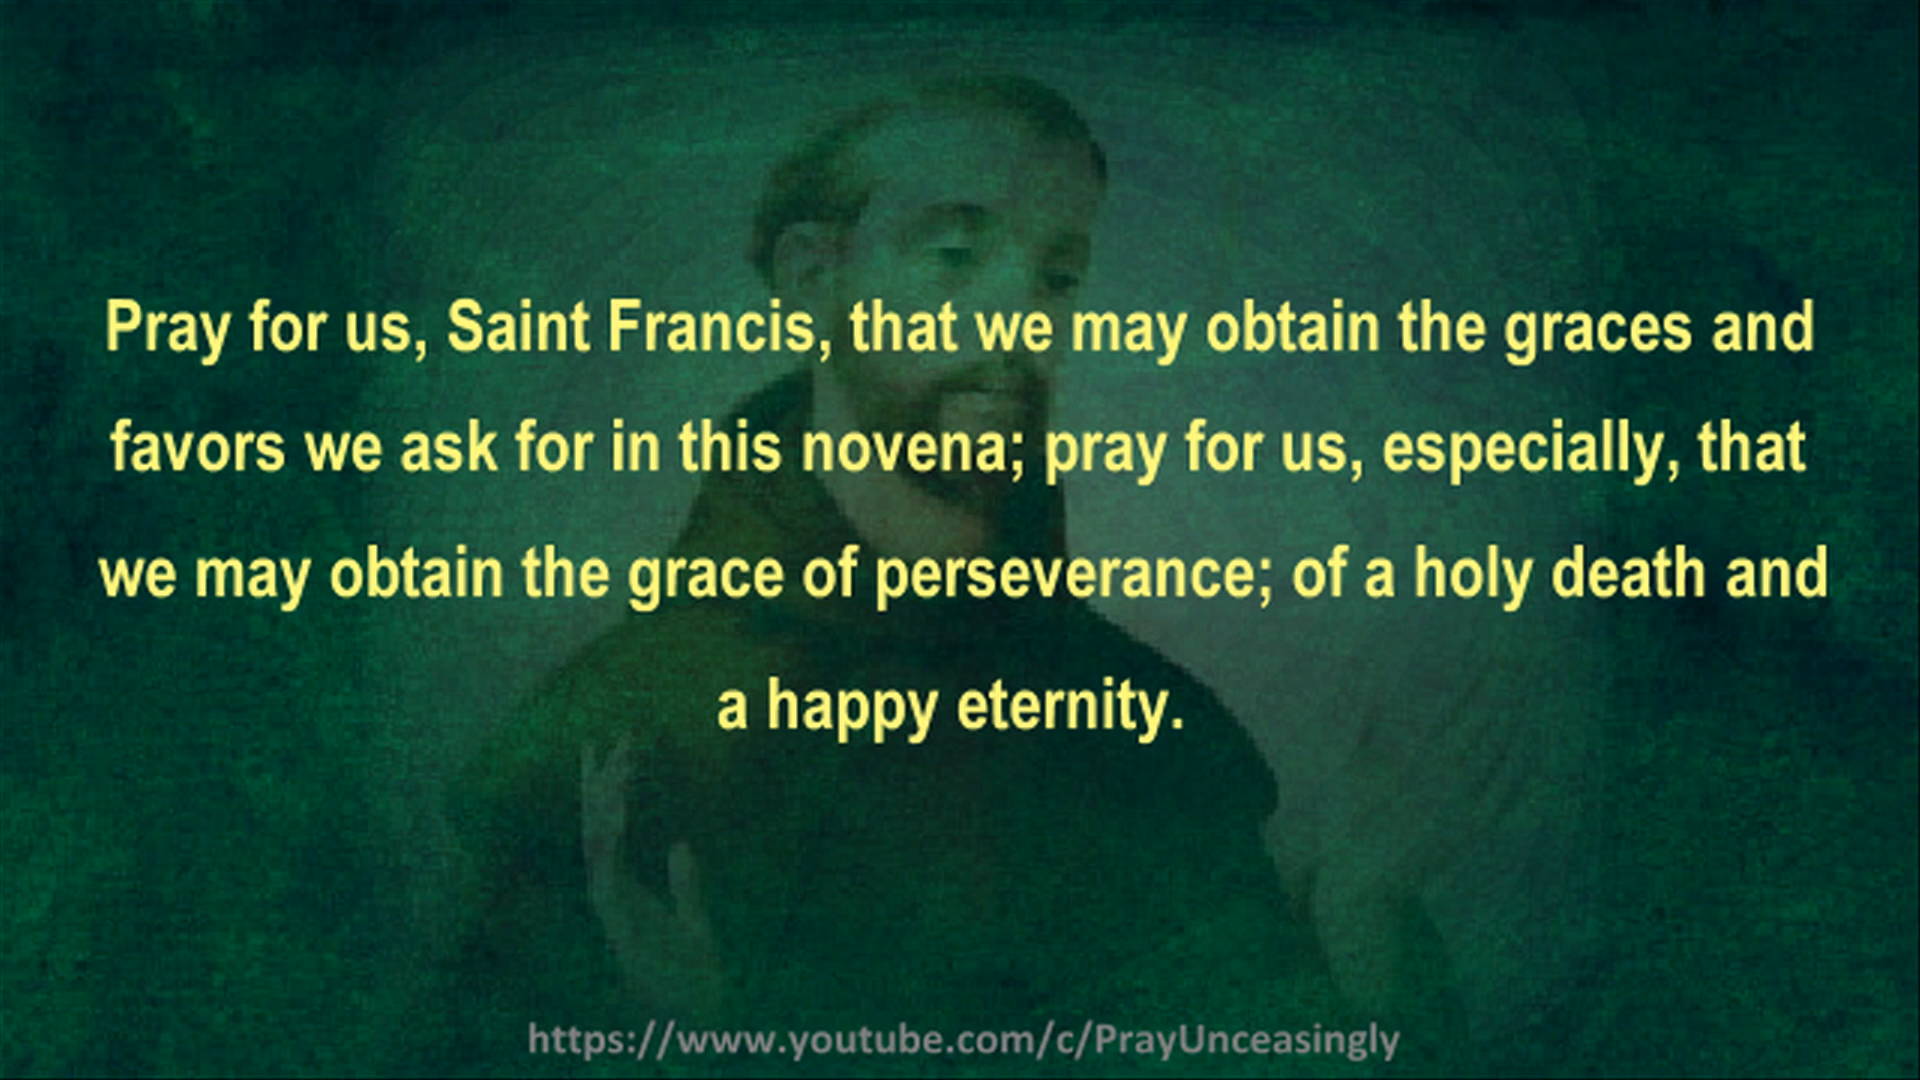 Pray for us, Saint Francis, that we may obtain the graces and
favors we ask for in this novena; pray for us, especially, that
we may obtain the grace of perseverance; of a holy death and
a happy eternity.
https://www.youtube.com/c/PrayUnceasingly